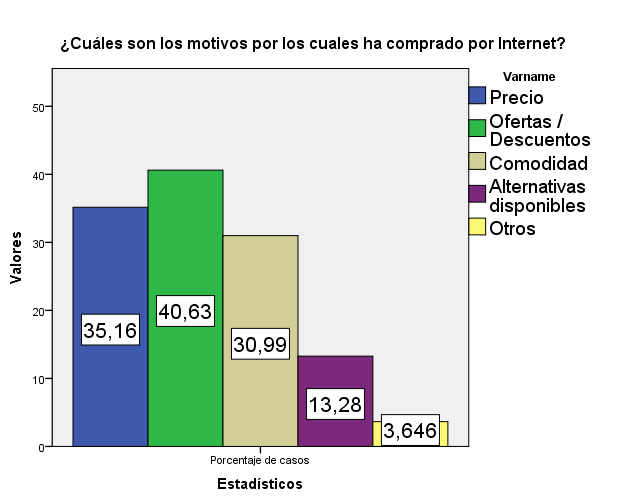 ¿Cuáles son los motivos por los cuales ha comprado por Internet?
Varname
Precio
Ofertas /
Descuentos
Comodidad
Alternativas
disponibles
Otros
Valores
50
40
30
20
10
0
35,16
40,63
30,99
13,28
3,646
Porcentaje de casos
Estadísticos